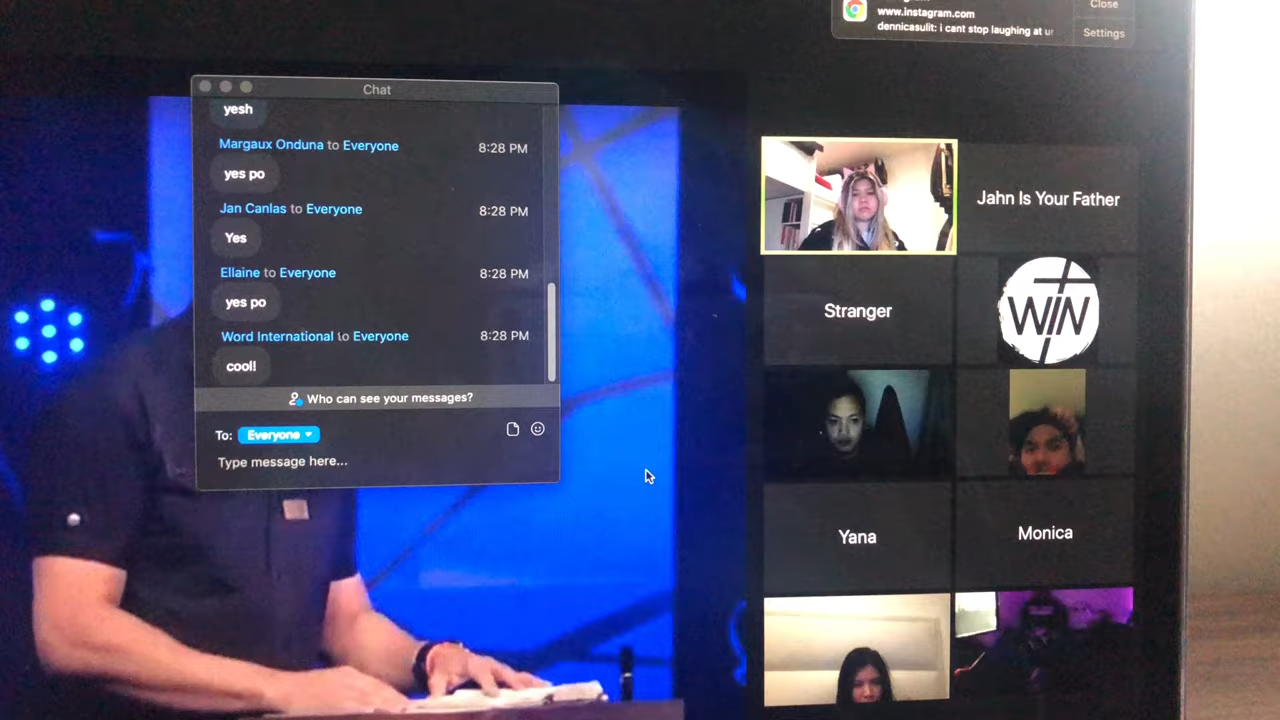 www.instagram.com
dennicasulit: i cant stop laughing at ur
Close
Settings
Chat
yesh
Margaux Onduna to Everyone 8:28 PM
yes po
Jan Canlas to Everyone 8:28 PM
Yes
Ellaine to Everyone 8:28 PM
yes po
Word International to Everyone 8:28 PM
cool!
Who can see your messages?
To: Everyone
Type message here...
Jahn Is Your Father
Stranger
WIN
Yana
Monica